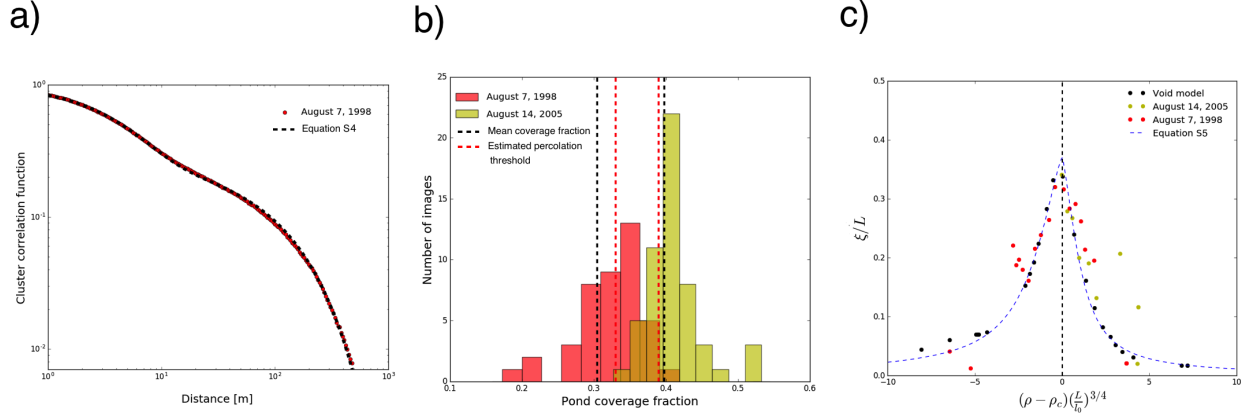 a)
10⁰
10⁻¹
10⁻²
10⁰
10¹
10²
10³
Cluster correlation function
Distance [m]
August 7, 1998
Equation S4
b)
25
20
15
10
5
0
0.1
0.2
0.3
0.4
0.5
0.6
Number of images
Pond coverage fraction
August 7, 1998
August 14, 2005
Mean coverage fraction
Estimated percolation
threshold
c)
0.5
0.4
0.3
0.2
0.1
0.0
−10
−5
0
5
10
ξ/L
(ρ − ρ_c)(L/l₀)^{3/4}
Void model
August 14, 2005
August 7, 1998
Equation S5